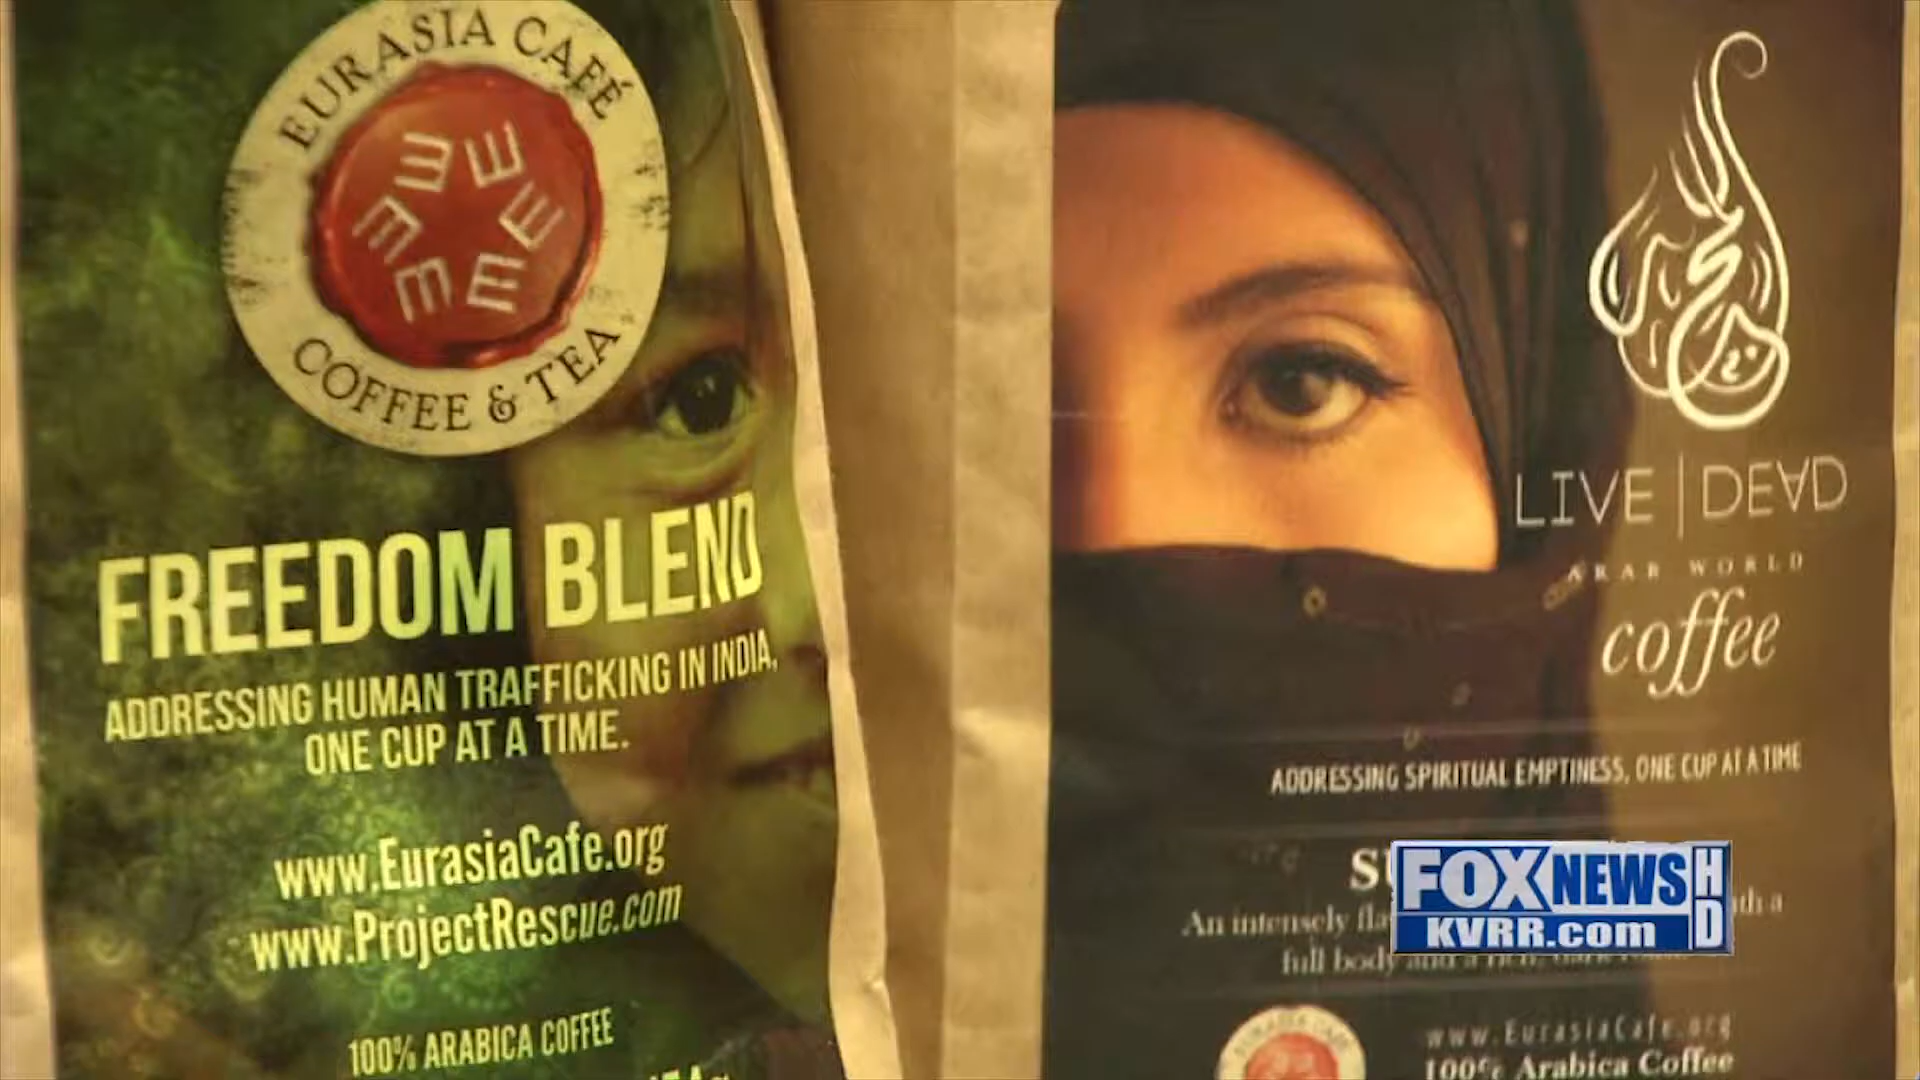 EURASIA CAFÉ
COFFEE & TEA
FREEDOM BLEND
ADDRESSING HUMAN TRAFFICKING IN INDIA,
ONE CUP AT A TIME.
www.EurasiaCafe.org
www.ProjectRescue.com
100% ARABICA COFFEE
LIVE | DEAD
ARAB WORLD
coffee
ADDRESSING SPIRITUAL EMPTINESS, ONE CUP AT A TIME
An intensely
full body
www.EurasiaCafe.org
100% Arabica Coffee
FOX NEWS HD
KVRR.com